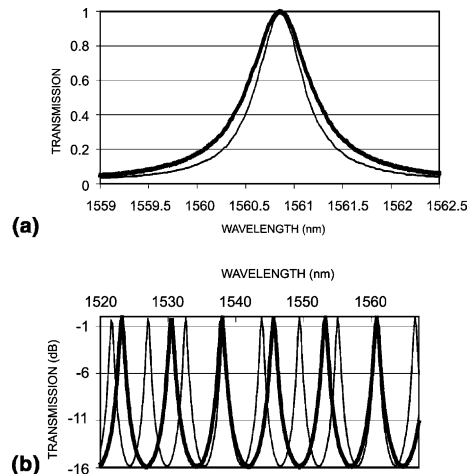 1
0.8
0.6
0.4
0.2
0
TRANSMISSION
1559 1559.5 1560 1560.5 1561 1561.5 1562 1562.5
WAVELENGTH (nm)
(a)
WAVELENGTH (nm)
1520 1530 1540 1550 1560
-1
-6
-11
-16
TRANSMISSION (dB)
(b)